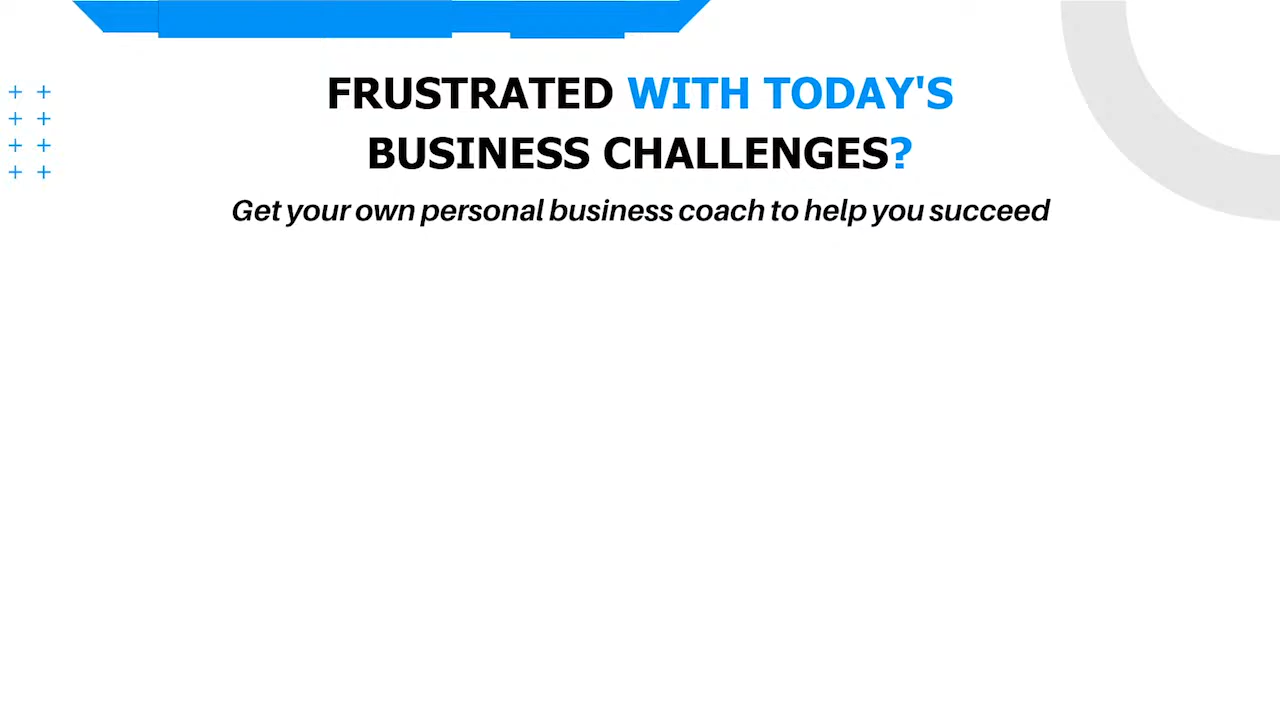 FRUSTRATED WITH TODAY'S
BUSINESS CHALLENGES?
Get your own personal business coach to help you succeed